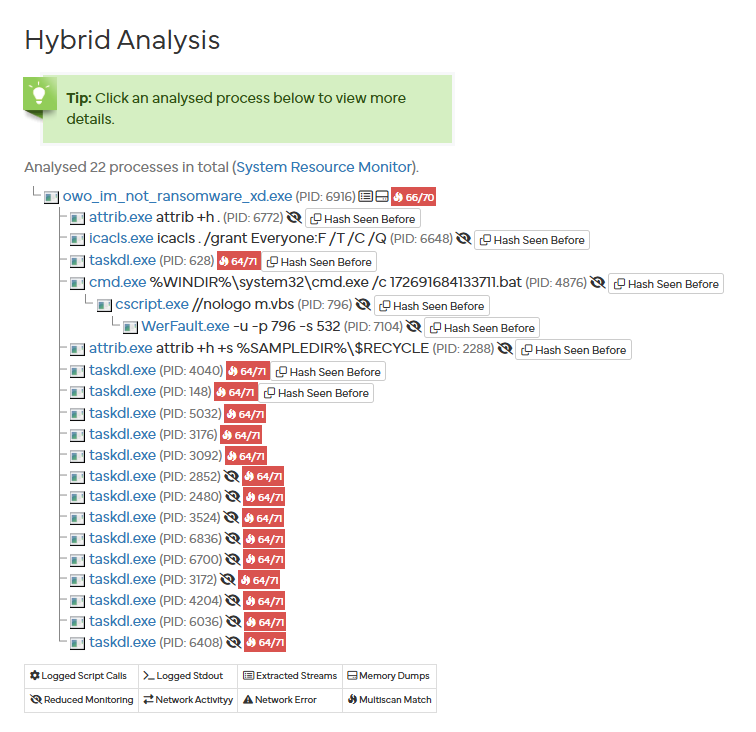 Hybrid Analysis
Tip: Click an analysed process below to view more
details.
Analysed 22 processes in total (System Resource Monitor).
owo_im_not_ransomware_xd.exe (PID: 6916) 66/70
attrib.exe attrib +h . (PID: 6772) Hash Seen Before
icacls.exe icacls . /grant Everyone:F /T /C /Q (PID: 6648) Hash Seen Before
taskdl.exe (PID: 628) 64/71 Hash Seen Before
cmd.exe %WINDIR%\system32\cmd.exe /c 172691684133711.bat (PID: 4876) Hash Seen Before
cscript.exe //nologo m.vbs (PID: 796) Hash Seen Before
WerFault.exe -u -p 796 -s 532 (PID: 7104) Hash Seen Before
attrib.exe attrib +h +s %SAMPLEDIR%\$RECYCLE (PID: 2288) Hash Seen Before
taskdl.exe (PID: 4040) 64/71 Hash Seen Before
taskdl.exe (PID: 148) 64/71 Hash Seen Before
taskdl.exe (PID: 5032) 64/71
taskdl.exe (PID: 3176) 64/71
taskdl.exe (PID: 3092) 64/71
taskdl.exe (PID: 2852) 64/71
taskdl.exe (PID: 2480) 64/71
taskdl.exe (PID: 3524) 64/71
taskdl.exe (PID: 6836) 64/71
taskdl.exe (PID: 6700) 64/71
taskdl.exe (PID: 3172) 64/71
taskdl.exe (PID: 4204) 64/71
taskdl.exe (PID: 6036) 64/71
taskdl.exe (PID: 6408) 64/71
Logged Script Calls Logged Stdout Extracted Streams Memory Dumps
Reduced Monitoring Network Activityy Network Error Multiscan Match